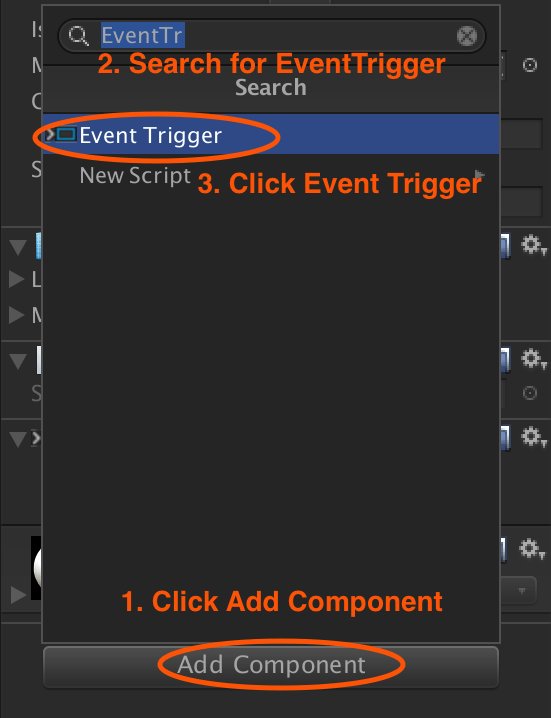 Is
EventTr
M
2. Search for EventTrigger
Search
C
Event Trigger
S
New Script
3. Click Event Trigger
L
M
S
1. Click Add Component
Add Component